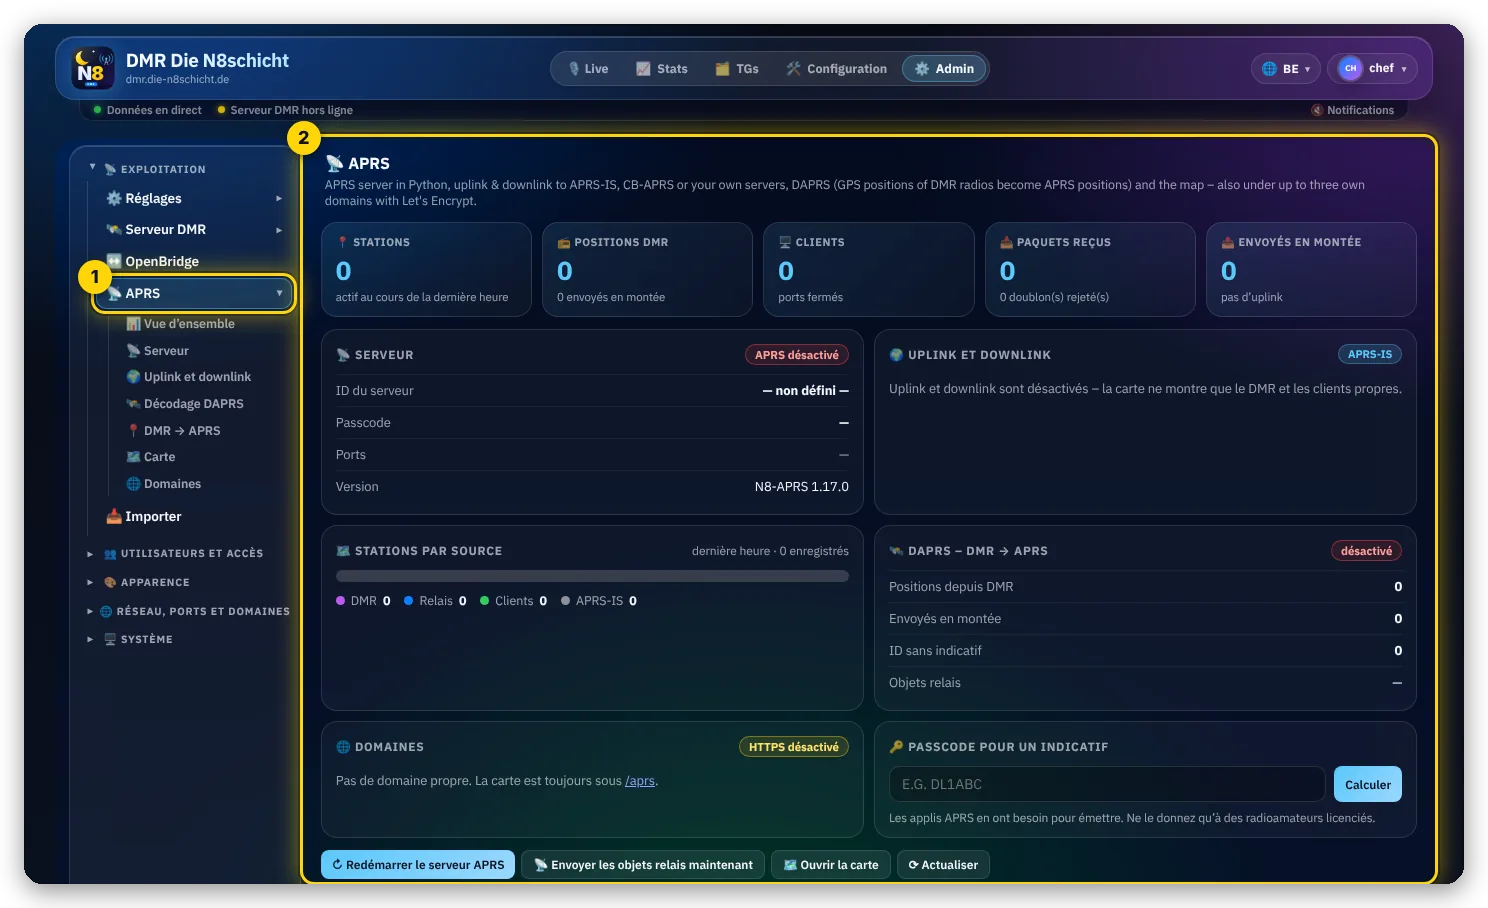 DMR Die N8schicht
dmr.die-n8schicht.de
N8
Live
Stats
TGs
Configuration
Admin
BE
CH
chef
Données en direct
Serveur DMR hors ligne
Notifications
1
2
EXPLOITATION
Réglages
Serveur DMR
OpenBridge
APRS
Vue d'ensemble
Serveur
Uplink et downlink
Décodage DAPRS
DMR → APRS
Carte
Domaines
Importer
UTILISATEURS ET ACCÈS
APPARENCE
RÉSEAU, PORTS ET DOMAINES
SYSTÈME
APRS
APRS server in Python, uplink & downlink to APRS-IS, CB-APRS or your own servers, DAPRS (GPS positions of DMR radios become APRS positions) and the map – also under up to three own
domains with Let's Encrypt.
STATIONS
0
actif au cours de la dernière heure
POSITIONS DMR
0
0 envoyés en montée
CLIENTS
0
ports fermés
PAQUETS REÇUS
0
0 doublon(s) rejeté(s)
ENVOYÉS EN MONTÉE
0
pas d'uplink
SERVEUR
APRS désactivé
ID du serveur
— non défini —
Passcode
—
Ports
—
Version
N8-APRS 1.17.0
UPLINK ET DOWNLINK
APRS-IS
Uplink et downlink sont désactivés – la carte ne montre que le DMR et les clients propres.
STATIONS PAR SOURCE
dernière heure · 0 enregistrés
DMR 0 Relais 0 Clients 0 APRS-IS 0
DAPRS – DMR → APRS
désactivé
Positions depuis DMR
0
Envoyés en montée
0
ID sans indicatif
0
Objets relais
—
DOMAINES
HTTPS désactivé
Pas de domaine propre. La carte est toujours sous /aprs.
PASSCODE POUR UN INDICATIF
E.G. DL1ABC
Calculer
Les applis APRS en ont besoin pour émettre. Ne le donnez qu'à des radioamateurs licenciés.
Redémarrer le serveur APRS
Envoyer les objets relais maintenant
Ouvrir la carte
Actualiser